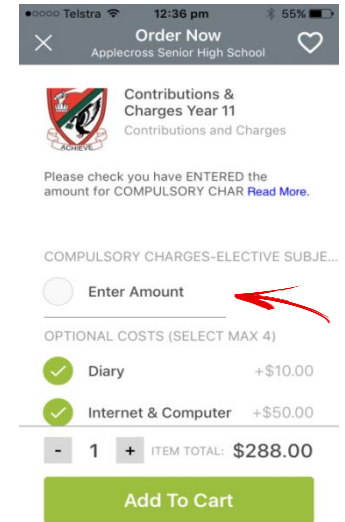 Telstra 12:36 pm 55%
Order Now
Applecross Senior High School
Contributions &
Charges Year 11
Contributions and Charges
ACHIEVE
Please check you have ENTERED the
amount for COMPULSORY CHAR Read More.
COMPULSORY CHARGES-ELECTIVE SUBJE...
Enter Amount
OPTIONAL COSTS (SELECT MAX 4)
Diary +$10.00
Internet & Computer +$50.00
- 1 + ITEM TOTAL: $288.00
Add To Cart